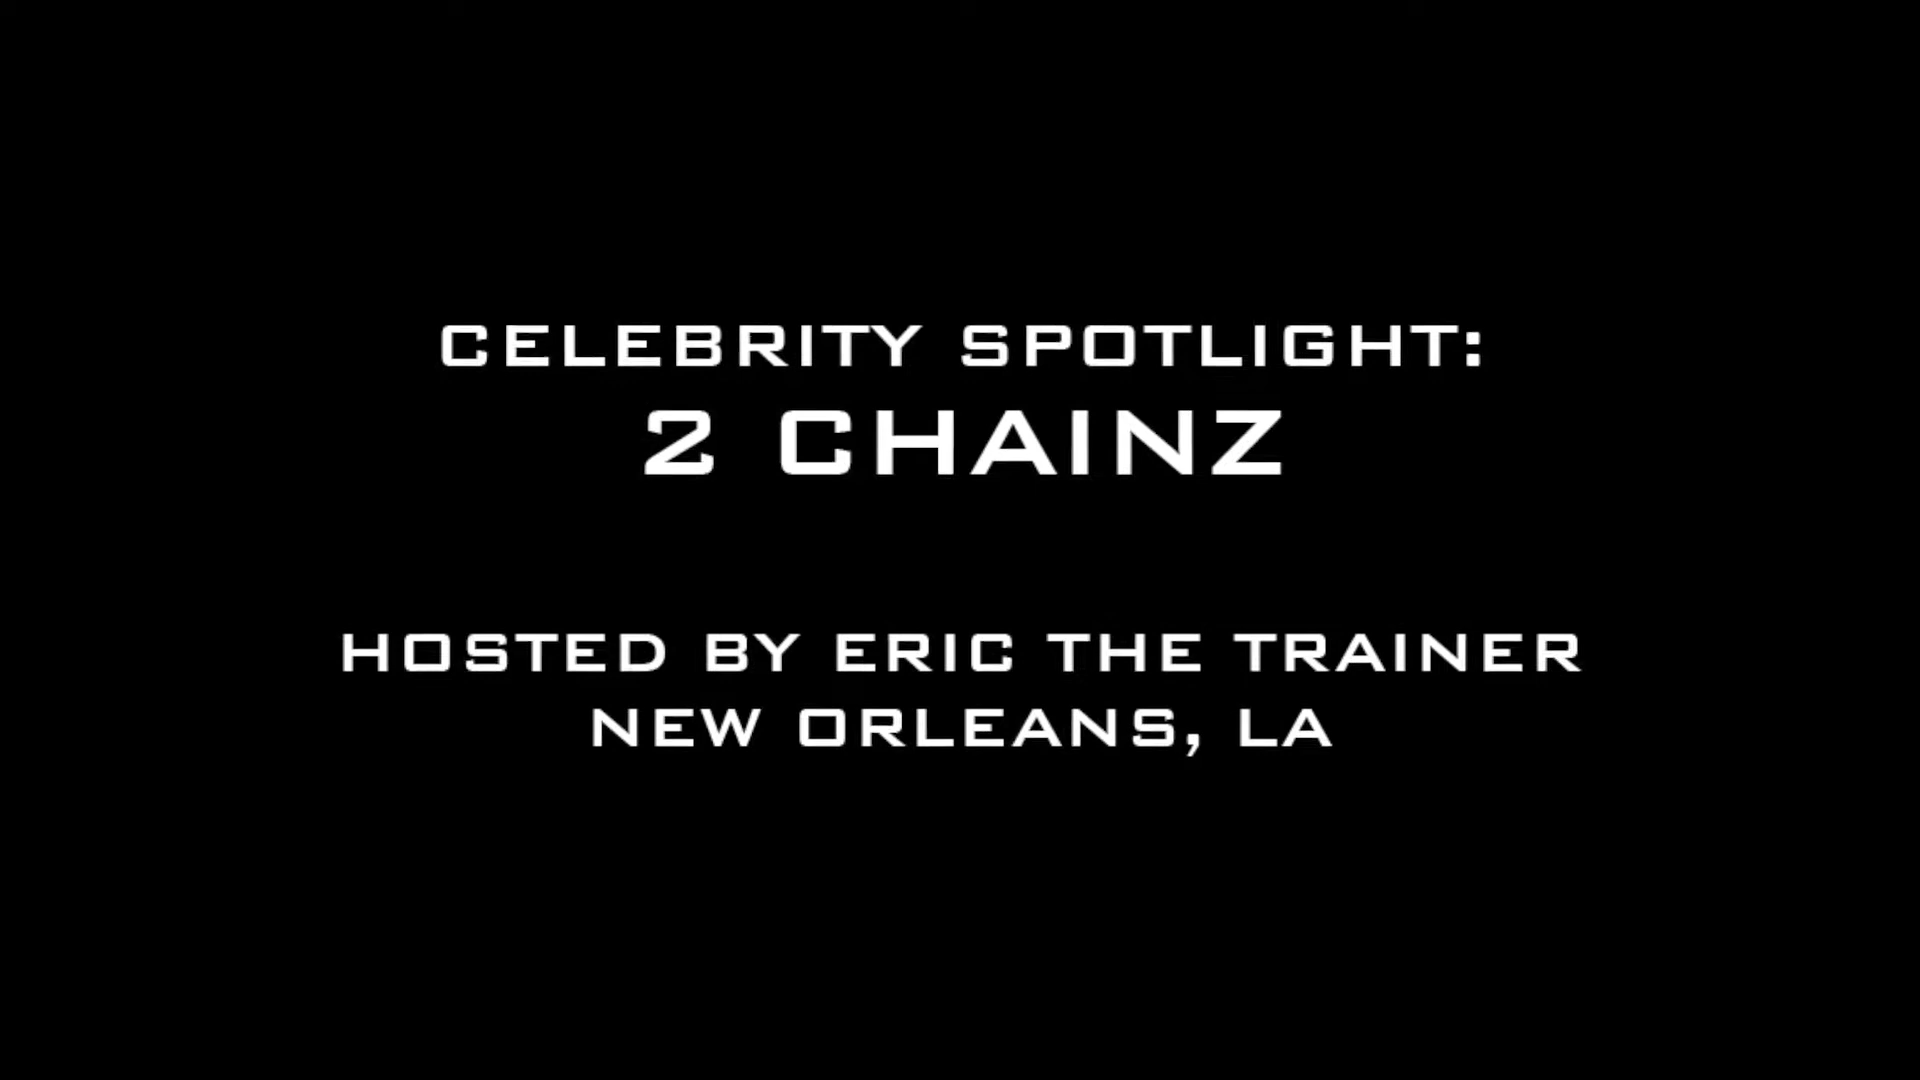 CELEBRITY SPOTLIGHT:
2 CHAINZ
HOSTED BY ERIC THE TRAINER
NEW ORLEANS, LA